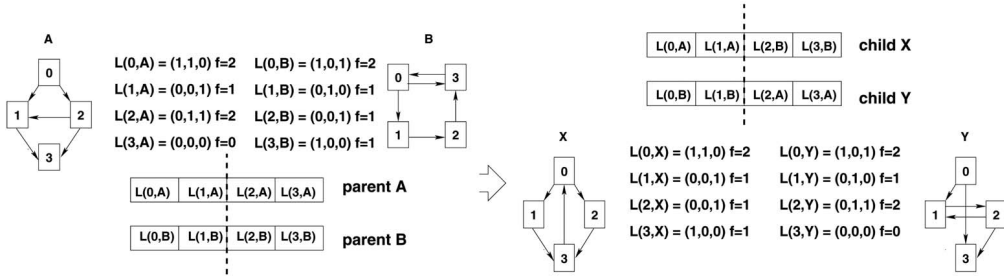 A
0
1
2
3
L(0,A) = (1,1,0) f=2
L(1,A) = (0,0,1) f=1
L(2,A) = (0,1,1) f=2
L(3,A) = (0,0,0) f=0
L(0,B) = (1,0,1) f=2
L(1,B) = (0,1,0) f=1
L(2,B) = (0,0,1) f=1
L(3,B) = (1,0,0) f=1
B
0
3
1
2
L(0,A) L(1,A) L(2,A) L(3,A) parent A
L(0,B) L(1,B) L(2,B) L(3,B) parent B
L(0,A) L(1,A) L(2,B) L(3,B) child X
L(0,B) L(1,B) L(2,A) L(3,A) child Y
X
0
1
2
3
L(0,X) = (1,1,0) f=2
L(1,X) = (0,0,1) f=1
L(2,X) = (0,0,1) f=1
L(3,X) = (1,0,0) f=1
L(0,Y) = (1,0,1) f=2
L(1,Y) = (0,1,0) f=1
L(2,Y) = (0,1,1) f=2
L(3,Y) = (0,0,0) f=0
Y
0
1
2
3